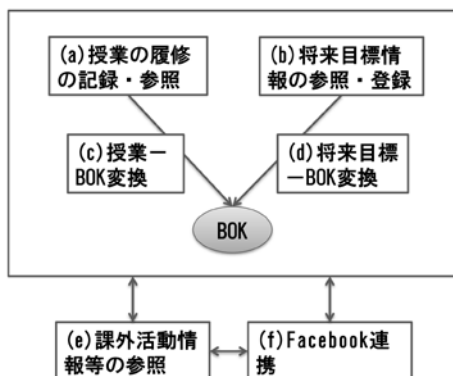 (a)授業の履修
の記録・参照
(b)将来目標情
報の参照・登録
(c)授業ー
BOK変換
(d)将来目標
ーBOK変換
BOK
(e)課外活動情
報等の参照
(f)Facebook連
携